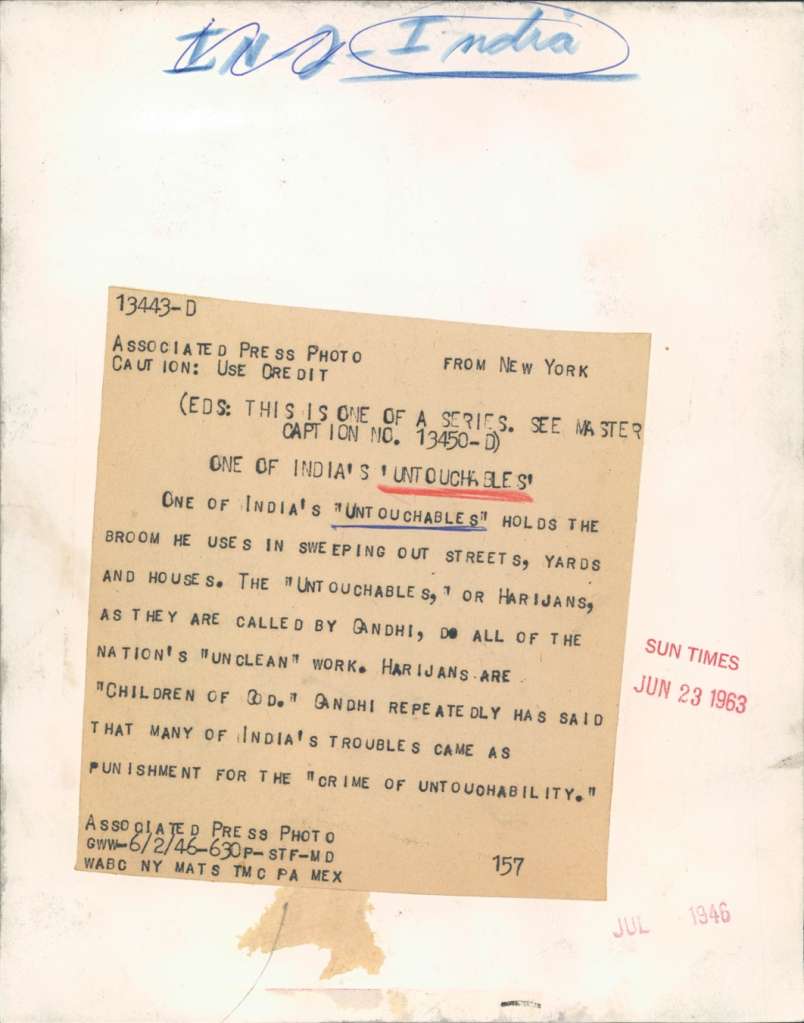 India
13443-D
ASSOCIATED PRESS PHOTO FROM NEW YORK
CAUTION: USE CREDIT
(EDS: THIS IS ONE OF A SERIES. SEE MASTER
CAPTION NO. 13450-D)
ONE OF INDIA'S 'UNTOUCHABLES'
ONE OF INDIA'S "UNTOUCHABLES" HOLDS THE
BROOM HE USES IN SWEEPING OUT STREETS, YARDS
AND HOUSES. THE "UNTOUCHABLES," OR HARIJANS,
AS THEY ARE CALLED BY GANDHI, DO ALL OF THE
NATION'S "UNCLEAN" WORK. HARIJANS ARE
"CHILDREN OF GOD." GANDHI REPEATEDLY HAS SAID
THAT MANY OF INDIA'S TROUBLES CAME AS
PUNISHMENT FOR THE "CRIME OF UNTOUCHABILITY."
ASSOCIATED PRESS PHOTO
GWW-6/2/46-630P-STF-MD
WABC NY MATS TMC PA MEX 157
SUN TIMES
JUN 23 1963
JUL 1946